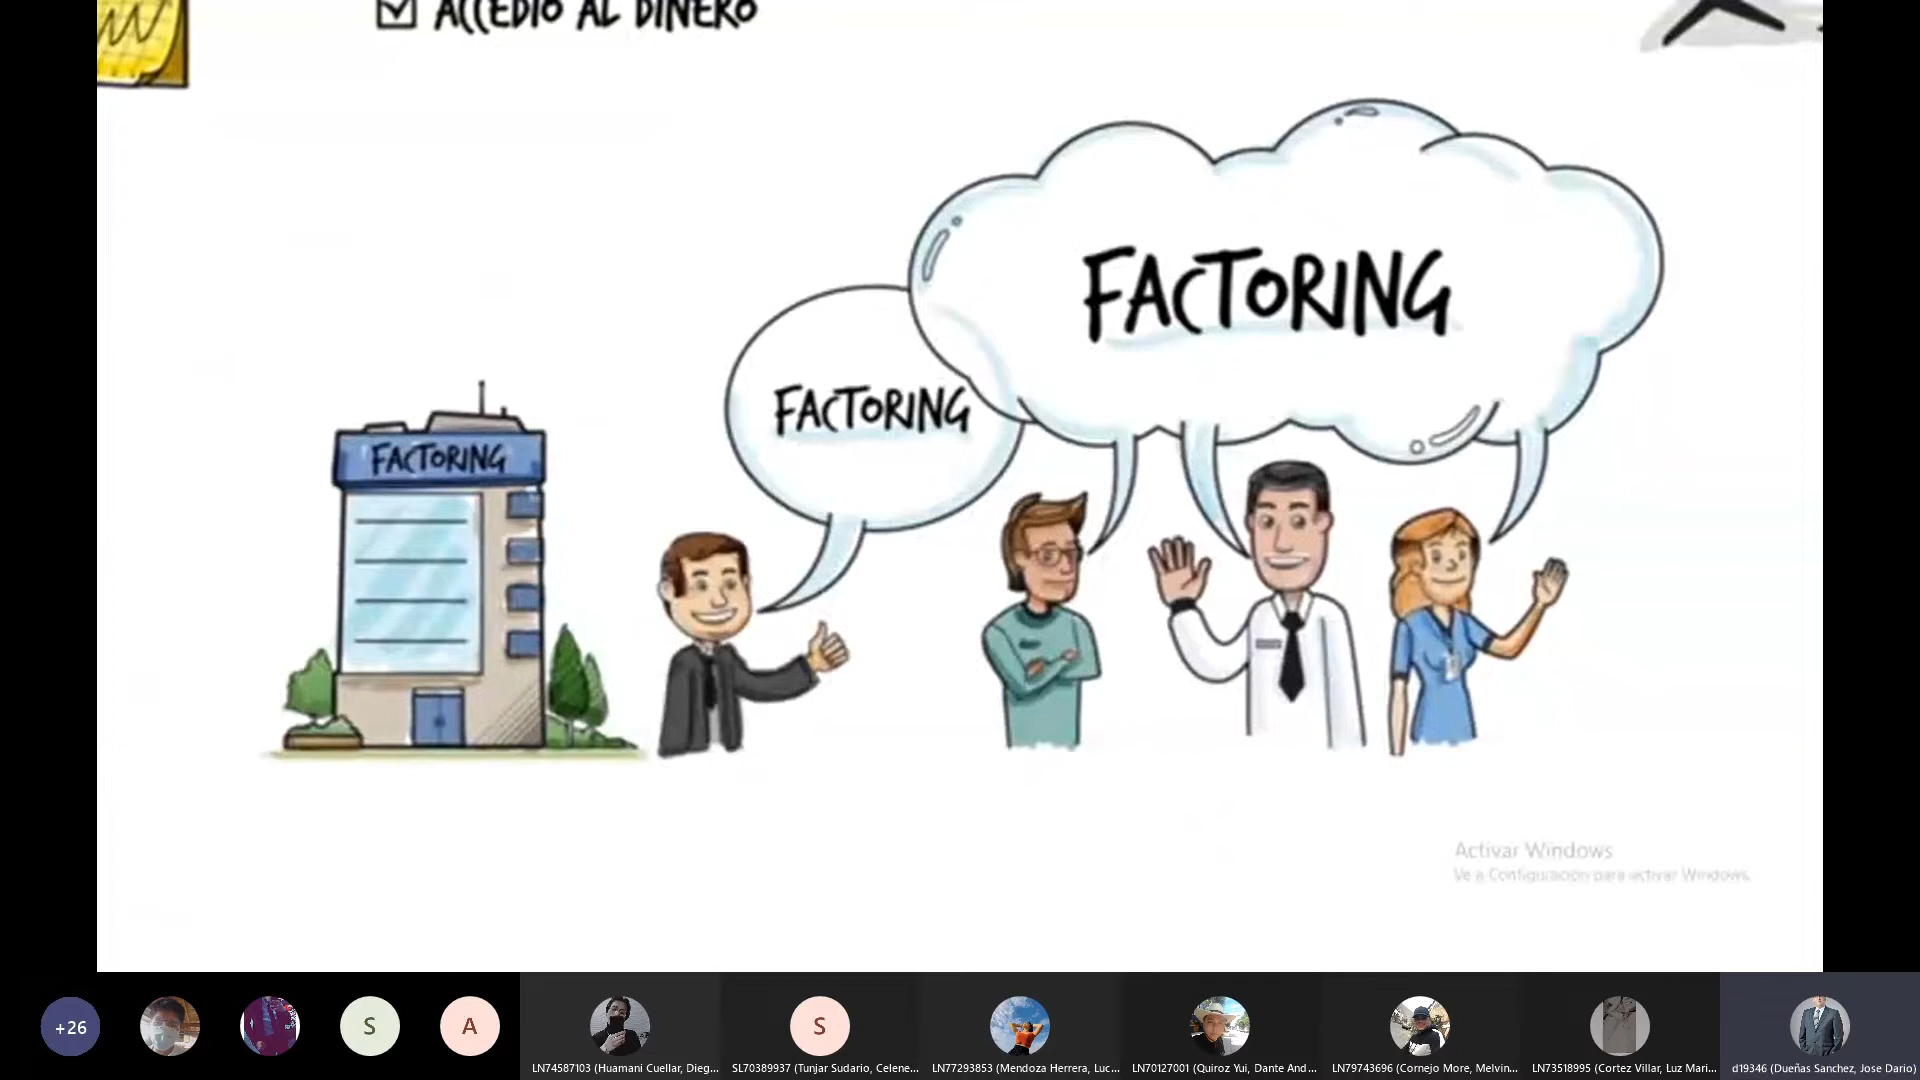 ACCEDIO AL DINERO
FACTORING
FACTORING
FACTORING
Activar Windows
Ve a Configuración para activar Windows.
+26
S
A
S
LN74587103 (Huamani Cuellar, Dieg...
SL70389937 (Tunjar Sudario, Celene...
LN77293853 (Mendoza Herrera, Luc...
LN70127001 (Quiroz Yui, Dante And...
LN79743696 (Cornejo More, Melvin...
LN73518995 (Cortez Villar, Luz Mari...
d19346 (Dueñas Sanchez, Jose Dario)